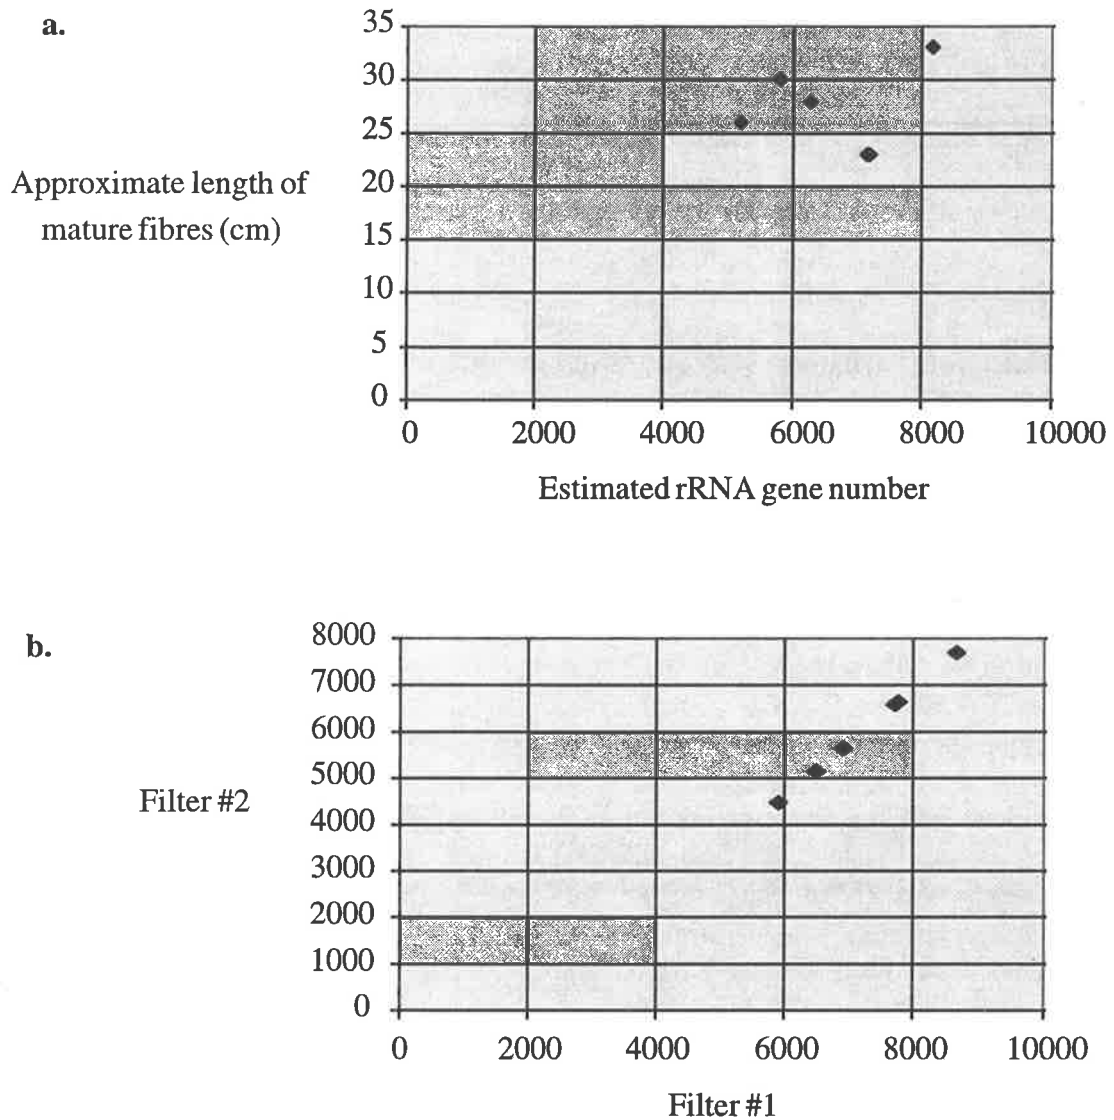 a.
35
30
25
20
15
10
5
0
Approximate length of
mature fibres (cm)
0 2000 4000 6000 8000 10000
Estimated rRNA gene number
b.
8000
7000
6000
5000
4000
3000
2000
1000
0
Filter #2
0 2000 4000 6000 8000 10000
Filter #1